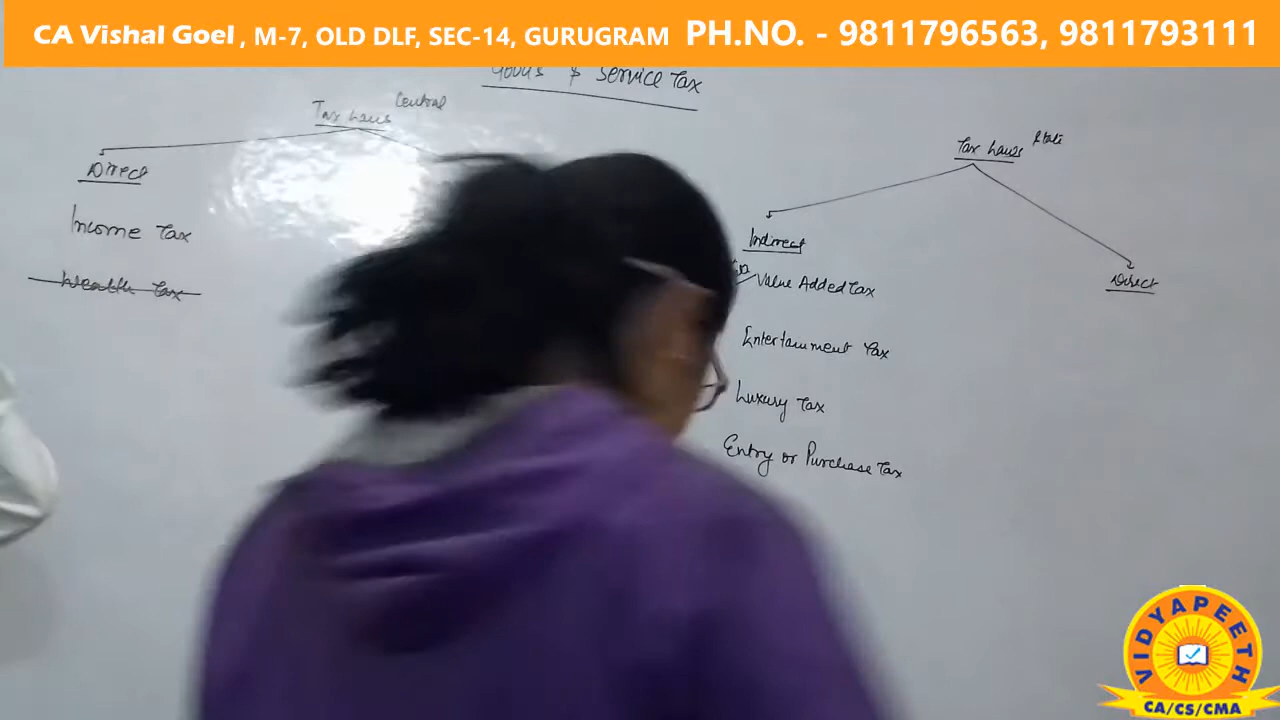 CA Vishal Goel, M-7, OLD DLF, SEC-14, GURUGRAM PH.NO. - 9811796563, 9811793111
Goods & Service Tax
Tax Laws Central
Direct
Income Tax
Wealth Tax
Tax Laws State
Indirect
Direct
Value Added Tax
Entertainment Tax
Luxury Tax
Entry or Purchase Tax
VIDYAPEETH
CA/CS/CMA